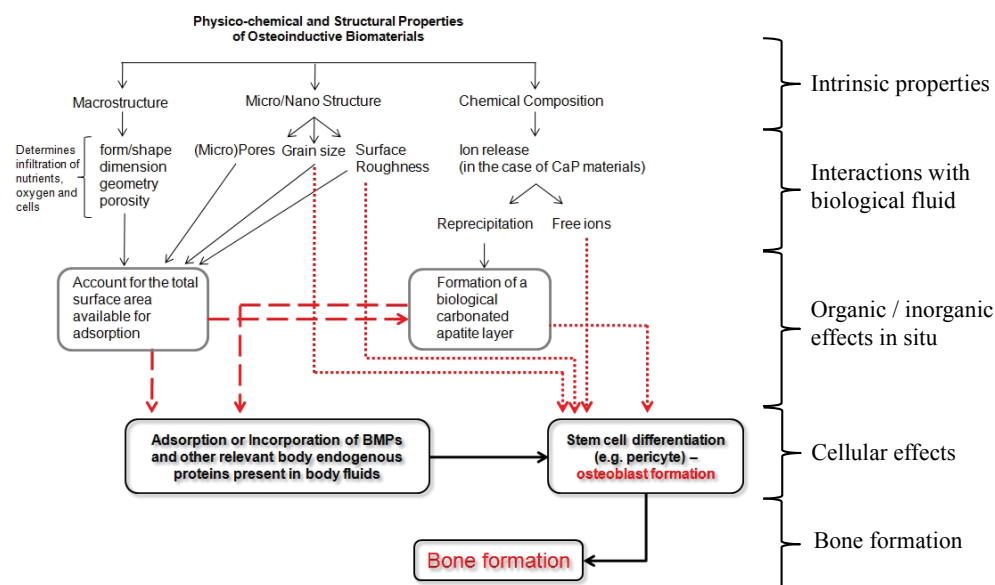 Physico-chemical and Structural Properties
of Osteoinductive Biomaterials
Intrinsic properties
Macrostructure
Micro/Nano Structure
Chemical Composition
Determines
infiltration of
nutrients,
oxygen and
cells
form/shape
dimension
geometry
porosity
(Micro)Pores
Grain size
Surface
Roughness
Ion release
(in the case of CaP materials)
Interactions with
biological fluid
Reprecipitation
Free ions
Account for the total
surface area
available for
adsorption
Formation of a
biological
carbonated
apatite layer
Organic / inorganic
effects in situ
Adsorption or Incorporation of BMPs
and other relevant body endogenous
proteins present in body fluids
Stem cell differentiation
(e.g. pericyte) –
osteoblast formation
Cellular effects
Bone formation
Bone formation